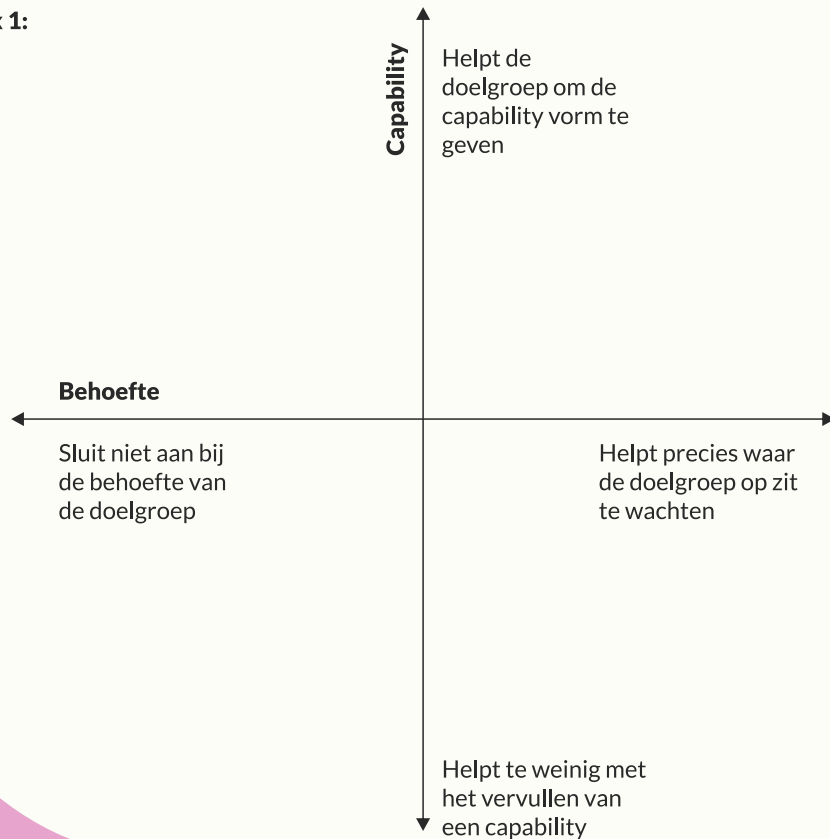 1:
Capability
Helpt de
doelgroep om de
capability vorm te
geven
Behoefte
Sluit niet aan bij
de behoefte van
de doelgroep
Helpt precies waar
de doelgroep op zit
te wachten
Helpt te weinig met
het vervullen van
een capability